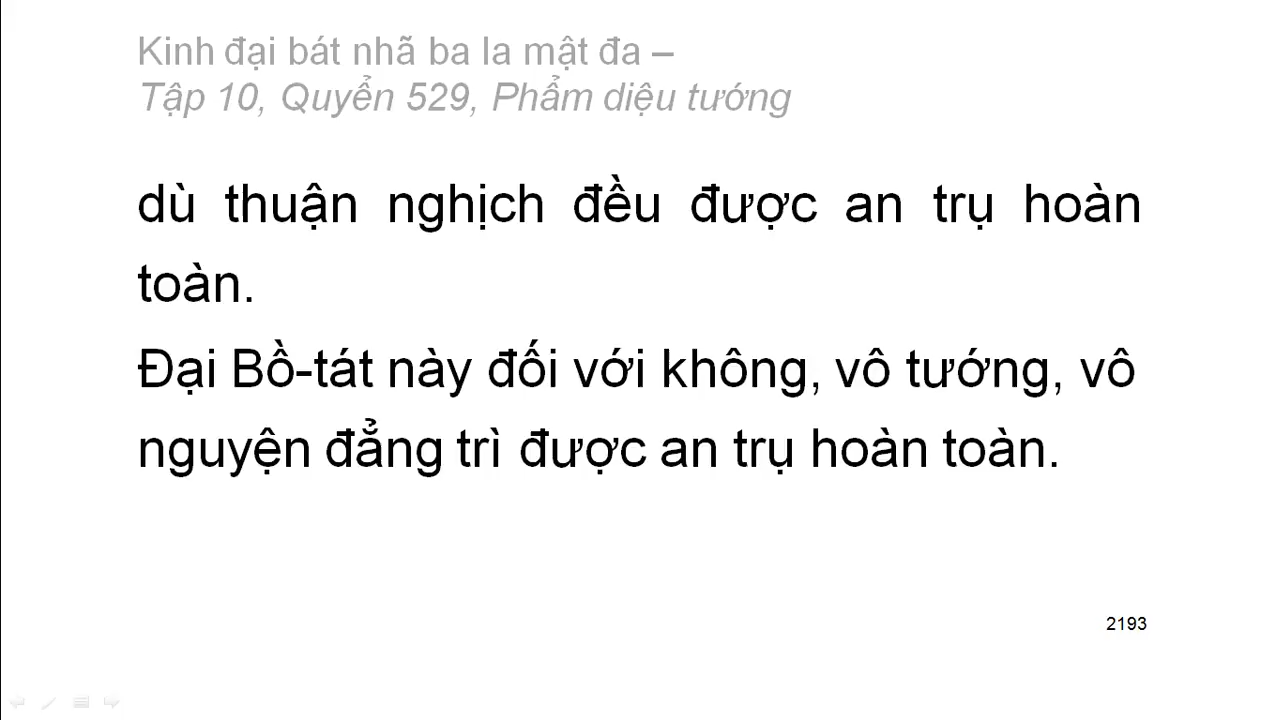 Kinh đại bát nhã ba la mật đa –
Tập 10, Quyển 529, Phẩm diệu tướng
dù thuận nghịch đều được an trụ hoàn
toàn.
Đại Bồ-tát này đối với không, vô tướng, vô
nguyện đẳng trì được an trụ hoàn toàn.
2193